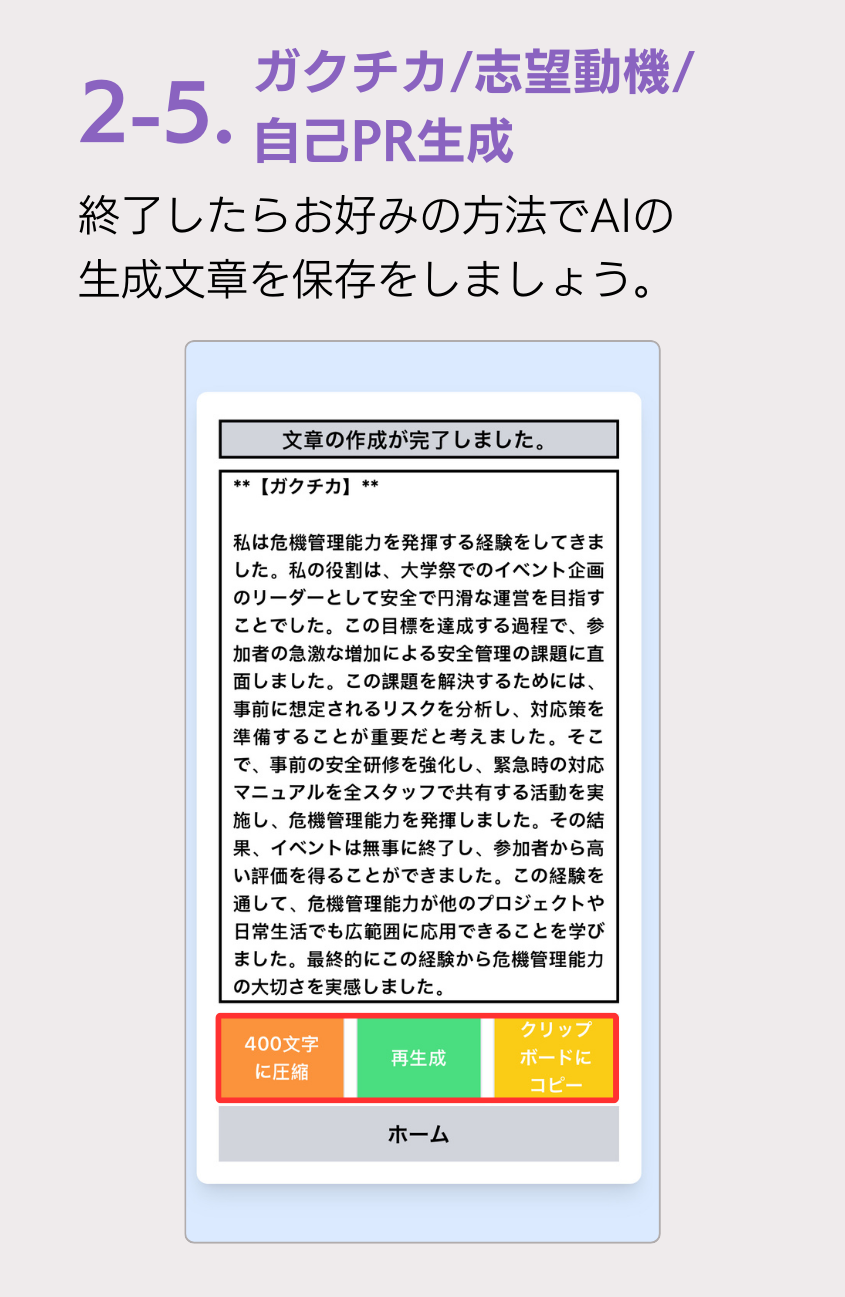 2-5.
ガクチカ/志望動機/
自己PR生成
終了したらお好みの方法でAIの
生成文章を保存をしましょう。
文章の作成が完了しました。
**【ガクチカ】**
私は危機管理能力を発揮する経験をしてきま
した。私の役割は、大学祭でのイベント企画
のリーダーとして安全で円滑な運営を目指す
ことでした。この目標を達成する過程で、参
加者の急激な増加による安全管理の課題に直
面しました。この課題を解決するためには、
事前に想定されるリスクを分析し、対応策を
準備することが重要だと考えました。そこ
で、事前の安全研修を強化し、緊急時の対応
マニュアルを全スタッフで共有する活動を実
施し、危機管理能力を発揮しました。その結
果、イベントは無事に終了し、参加者から高
い評価を得ることができました。この経験を
通して、危機管理能力が他のプロジェクトや
日常生活でも広範囲に応用できることを学び
ました。最終的にこの経験から危機管理能力
の大切さを実感しました。
400文字
に圧縮
再生成
クリップ
ボードに
コピー
ホーム